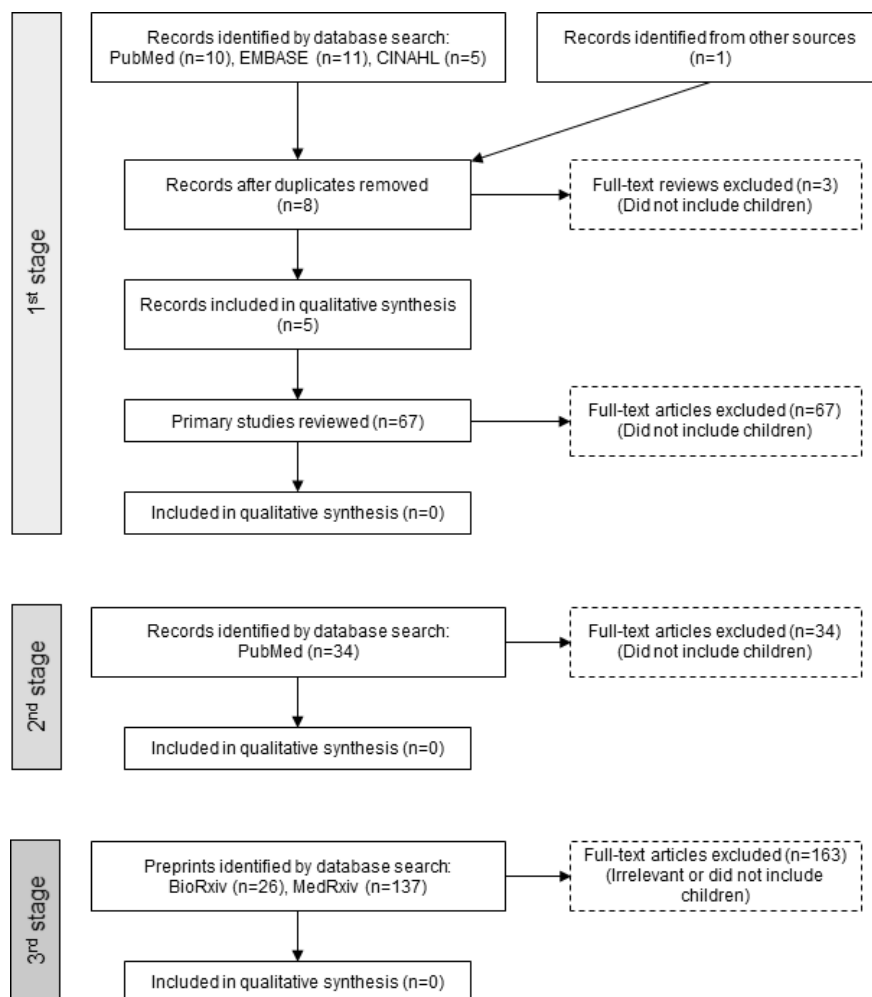 Records identified by database search:
PubMed (n=10), EMBASE (n=11), CINAHL (n=5)
Records identified from other sources
(n=1)
1st stage
Records after duplicates removed
(n=8)
Full-text reviews excluded (n=3)
(Did not include children)
Records included in qualitative synthesis
(n=5)
Primary studies reviewed (n=67)
Full-text articles excluded (n=67)
(Did not include children)
Included in qualitative synthesis (n=0)
2nd stage
Records identified by database search:
PubMed (n=34)
Full-text articles excluded (n=34)
(Did not include children)
Included in qualitative synthesis (n=0)
3rd stage
Preprints identified by database search:
BioRxiv (n=26), MedRxiv (n=137)
Full-text articles excluded (n=163)
(Irrelevant or did not include
children)
Included in qualitative synthesis (n=0)